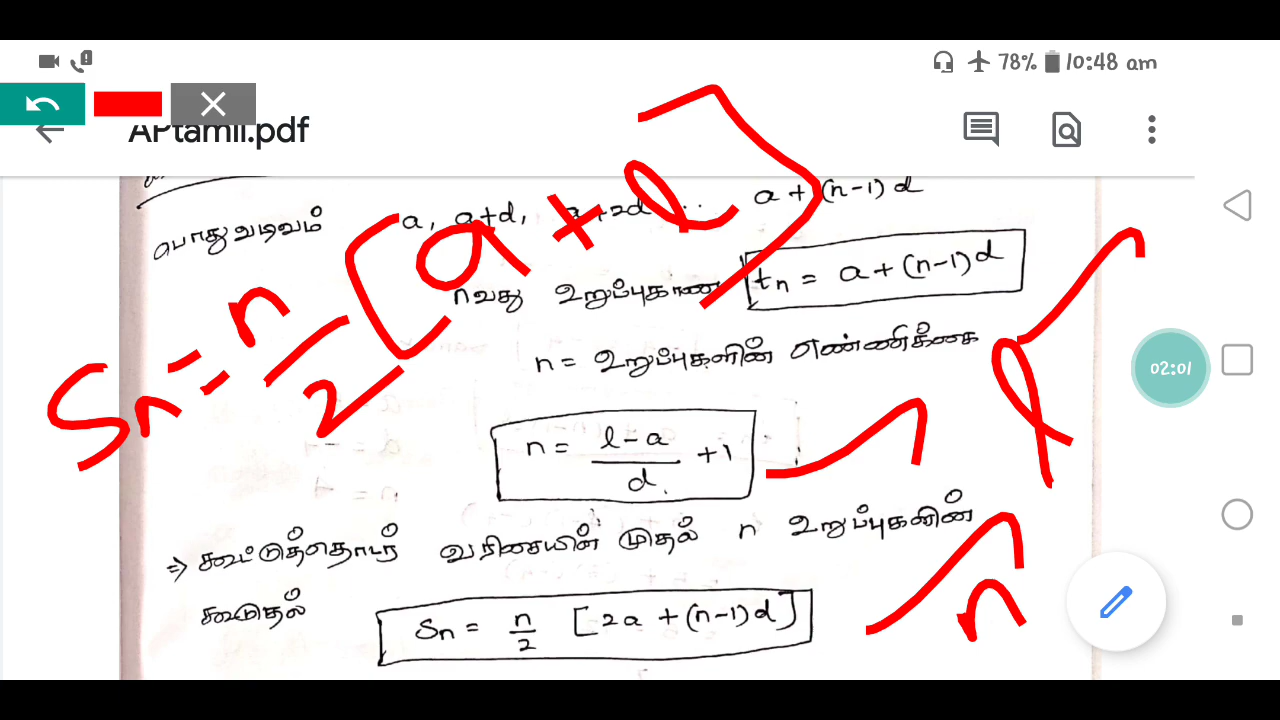 78% 10:48 am
APtamil.pdf
பொதுவடிவம் a, a+d, a+2d ... a + (n-1) d
nவது உறுப்புகாண tn = a + (n-1) d
n = உறுப்புகளின் எண்ணிக்கை
l
02:01
Sn = n/2 [a + l]
n = l-a/d. +1
⇒ கூட்டுத்தொடர் வரிசையின் முதல் n உறுப்புகளின்
கூடுதல்
Sn = n/2 [2a + (n-1) d]
n